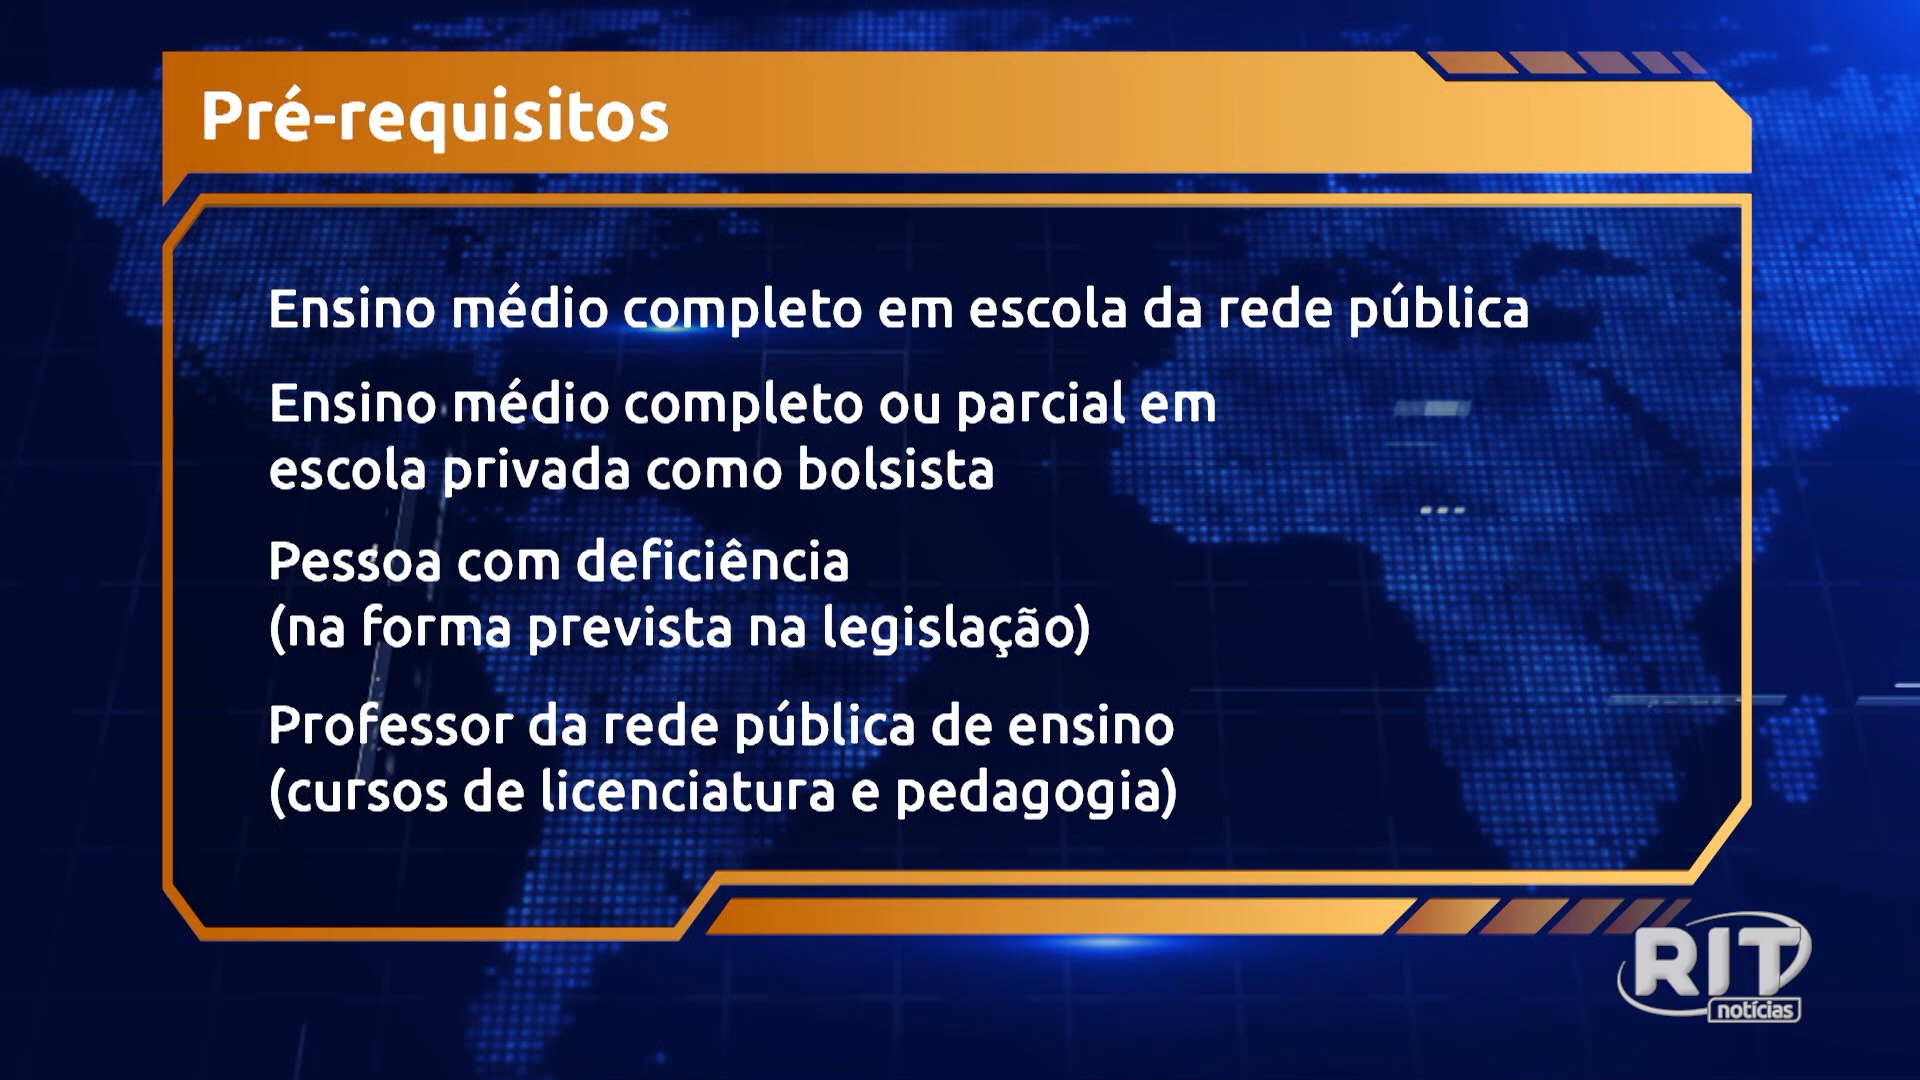 Pré-requisitos
Ensino médio completo em escola da rede pública
Ensino médio completo ou parcial em
escola privada como bolsista
Pessoa com deficiência
(na forma prevista na legislação)
Professor da rede pública de ensino
(cursos de licenciatura e pedagogia)
RIT
notícias